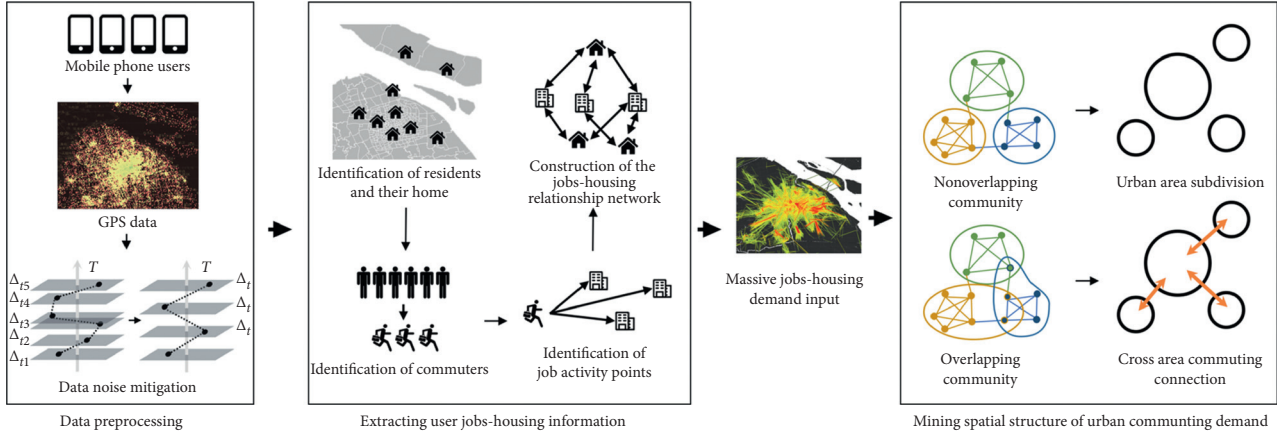 Mobile phone users
GPS data
T
T
Δt5
Δt4
Δt3
Δt2
Δt1
Δt
Δt
Δt
Data noise mitigation
Data preprocessing
Identification of residents
and their home
Identification of commuters
Identification of
job activity points
Construction of the
jobs-housing
relationship network
Extracting user jobs-housing information
Massive jobs-housing
demand input
Nonoverlapping
community
Urban area subdivision
Overlapping
community
Cross area commuting
connection
Mining spatial structure of urban communting demand